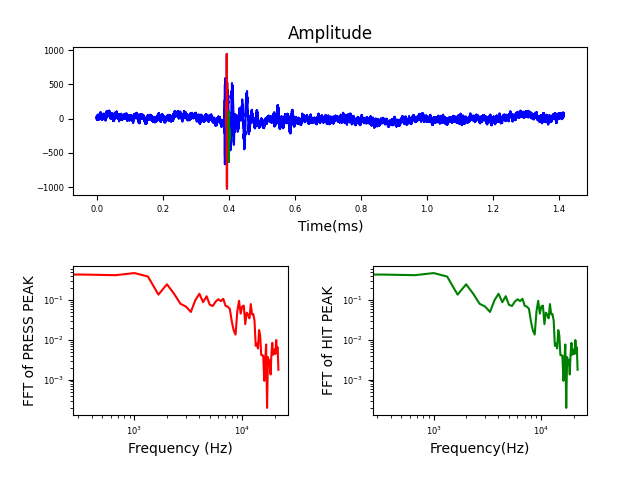 Amplitude
1000
500
0
−500
−1000
0.0 0.2 0.4 0.6 0.8 1.0 1.2 1.4
Time(ms)
FFT of PRESS PEAK
10⁻¹
10⁻²
10⁻³
10³ 10⁴
Frequency (Hz)
FFT of HIT PEAK
10⁻¹
10⁻²
10⁻³
10³ 10⁴
Frequency(Hz)